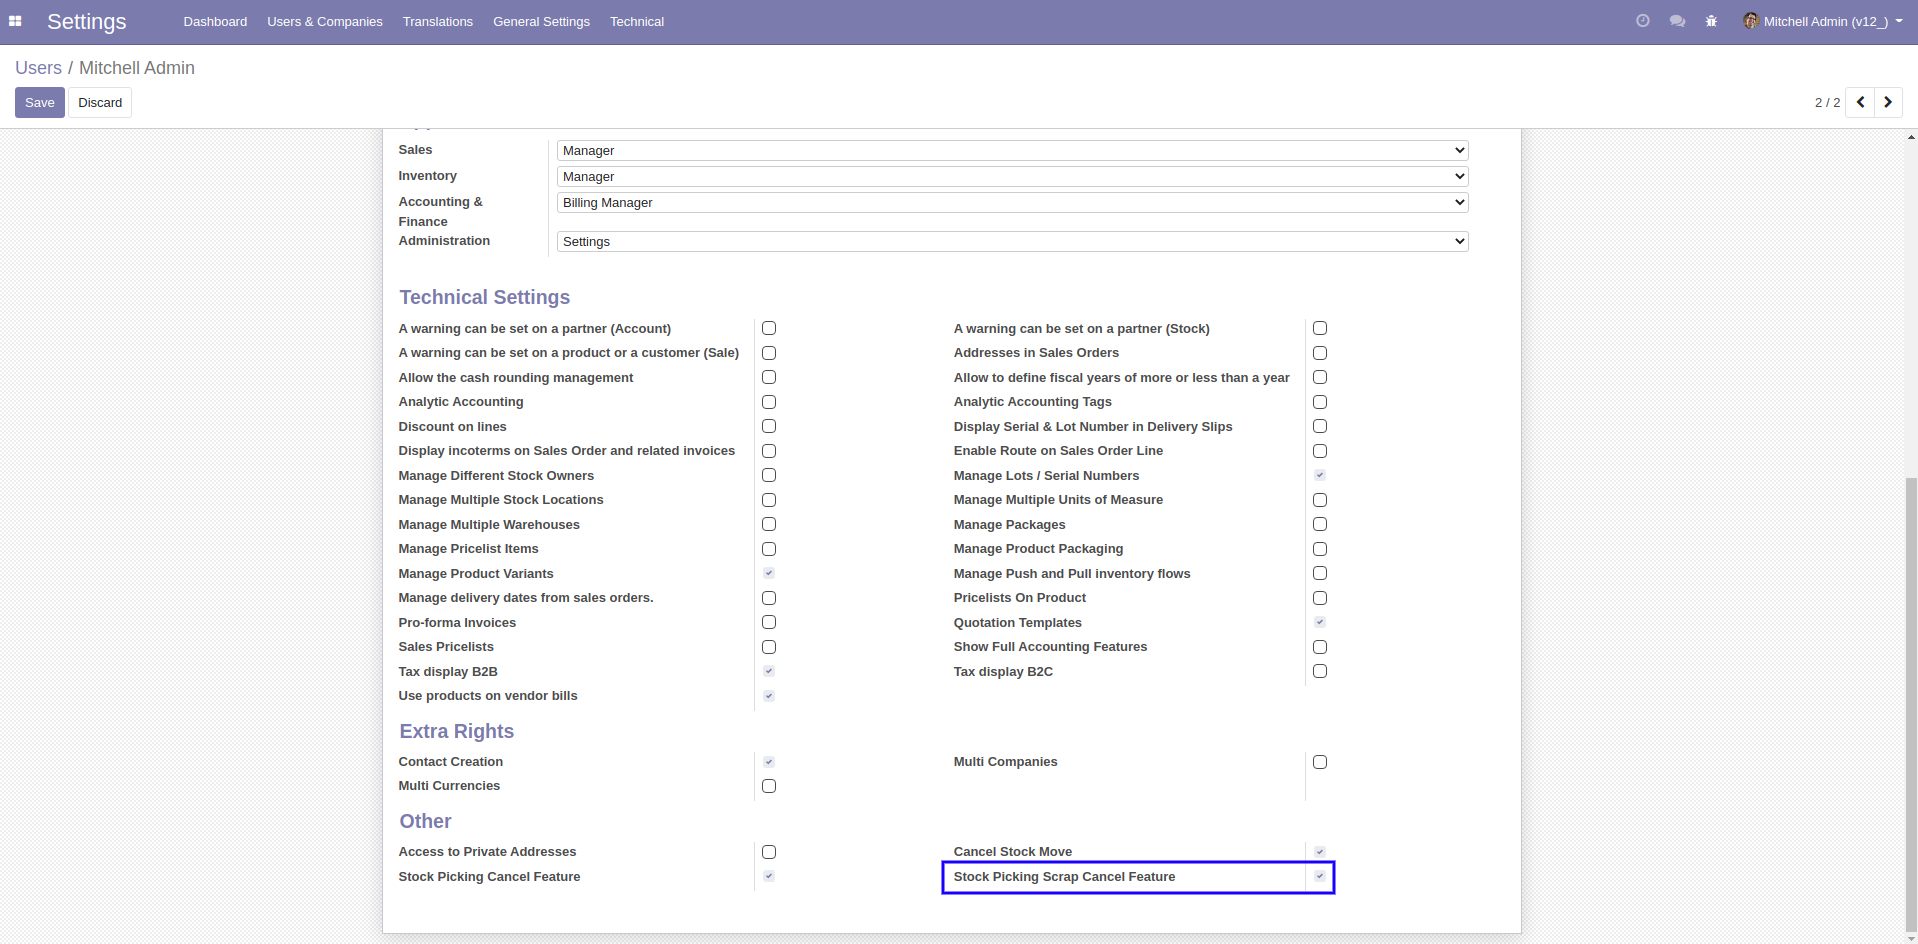 Settings
Dashboard Users & Companies Translations General Settings Technical
Mitchell Admin (v12_)
Users / Mitchell Admin
Save Discard
2 / 2
Sales Manager
Inventory Manager
Accounting & Finance Billing Manager
Administration Settings
Technical Settings
A warning can be set on a partner (Account) A warning can be set on a partner (Stock)
A warning can be set on a product or a customer (Sale) Addresses in Sales Orders
Allow the cash rounding management Allow to define fiscal years of more or less than a year
Analytic Accounting Analytic Accounting Tags
Discount on lines Display Serial & Lot Number in Delivery Slips
Display incoterms on Sales Order and related invoices Enable Route on Sales Order Line
Manage Different Stock Owners Manage Lots / Serial Numbers
Manage Multiple Stock Locations Manage Multiple Units of Measure
Manage Multiple Warehouses Manage Packages
Manage Pricelist Items Manage Product Packaging
Manage Product Variants Manage Push and Pull inventory flows
Manage delivery dates from sales orders. Pricelists On Product
Pro-forma Invoices Quotation Templates
Sales Pricelists Show Full Accounting Features
Tax display B2B Tax display B2C
Use products on vendor bills
Extra Rights
Contact Creation Multi Companies
Multi Currencies
Other
Access to Private Addresses Cancel Stock Move
Stock Picking Cancel Feature Stock Picking Scrap Cancel Feature